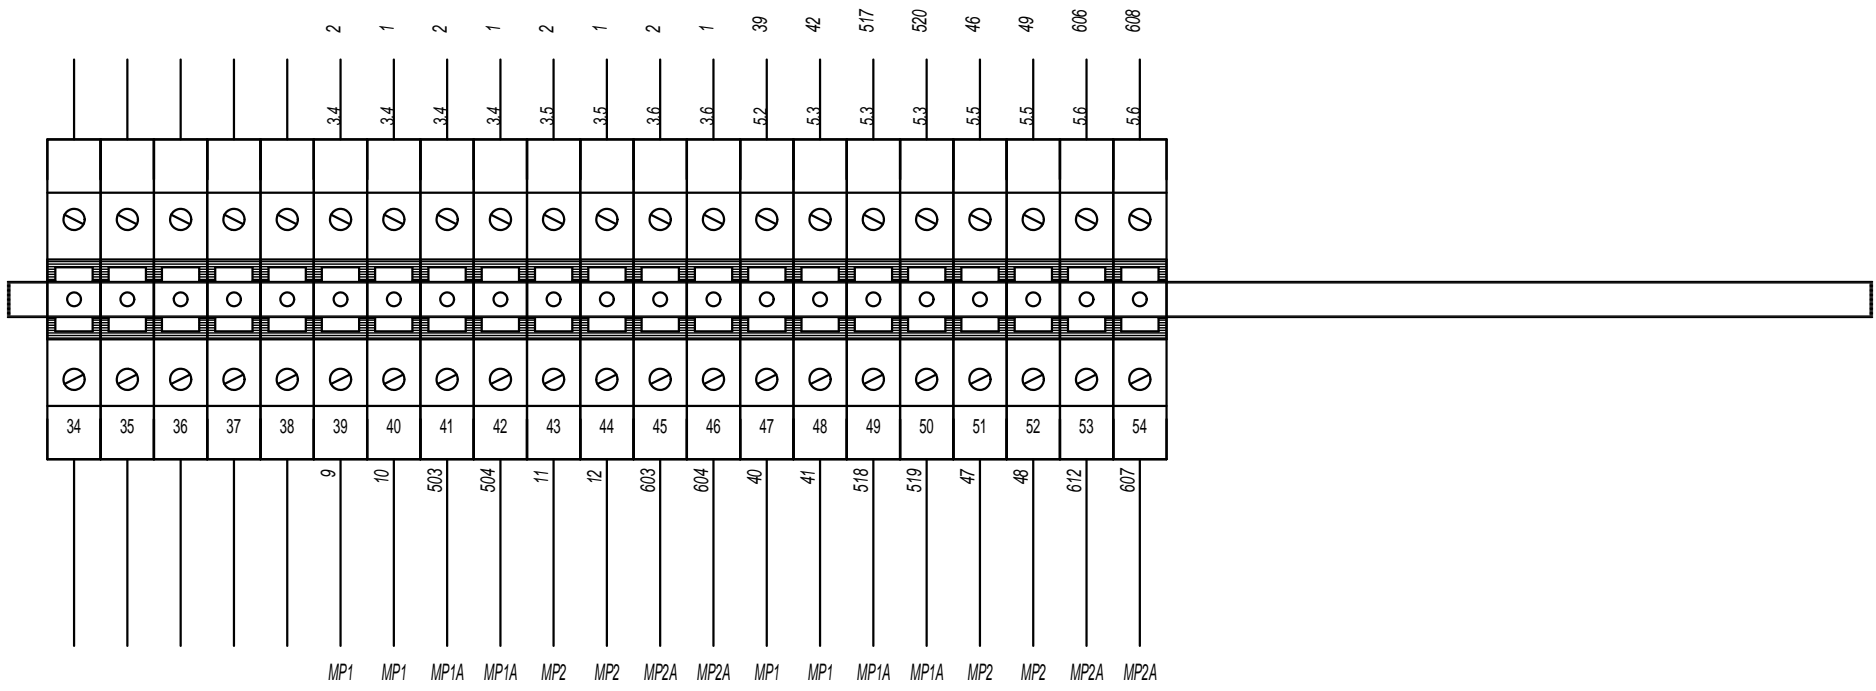 2 1 2 1 2 1 2 1 39 42 517 520 46 49 606 608
3.4 3.4 3.4 3.4 3.5 3.5 3.6 3.6 5.2 5.3 5.3 5.3 5.5 5.5 5.6 5.6
34 35 36 37 38 39 40 41 42 43 44 45 46 47 48 49 50 51 52 53 54
9 10 503 504 11 12 603 604 40 41 518 519 47 48 612 607
MP1 MP1 MP1A MP1A MP2 MP2 MP2A MP2A MP1 MP1 MP1A MP1A MP2 MP2 MP2A MP2A